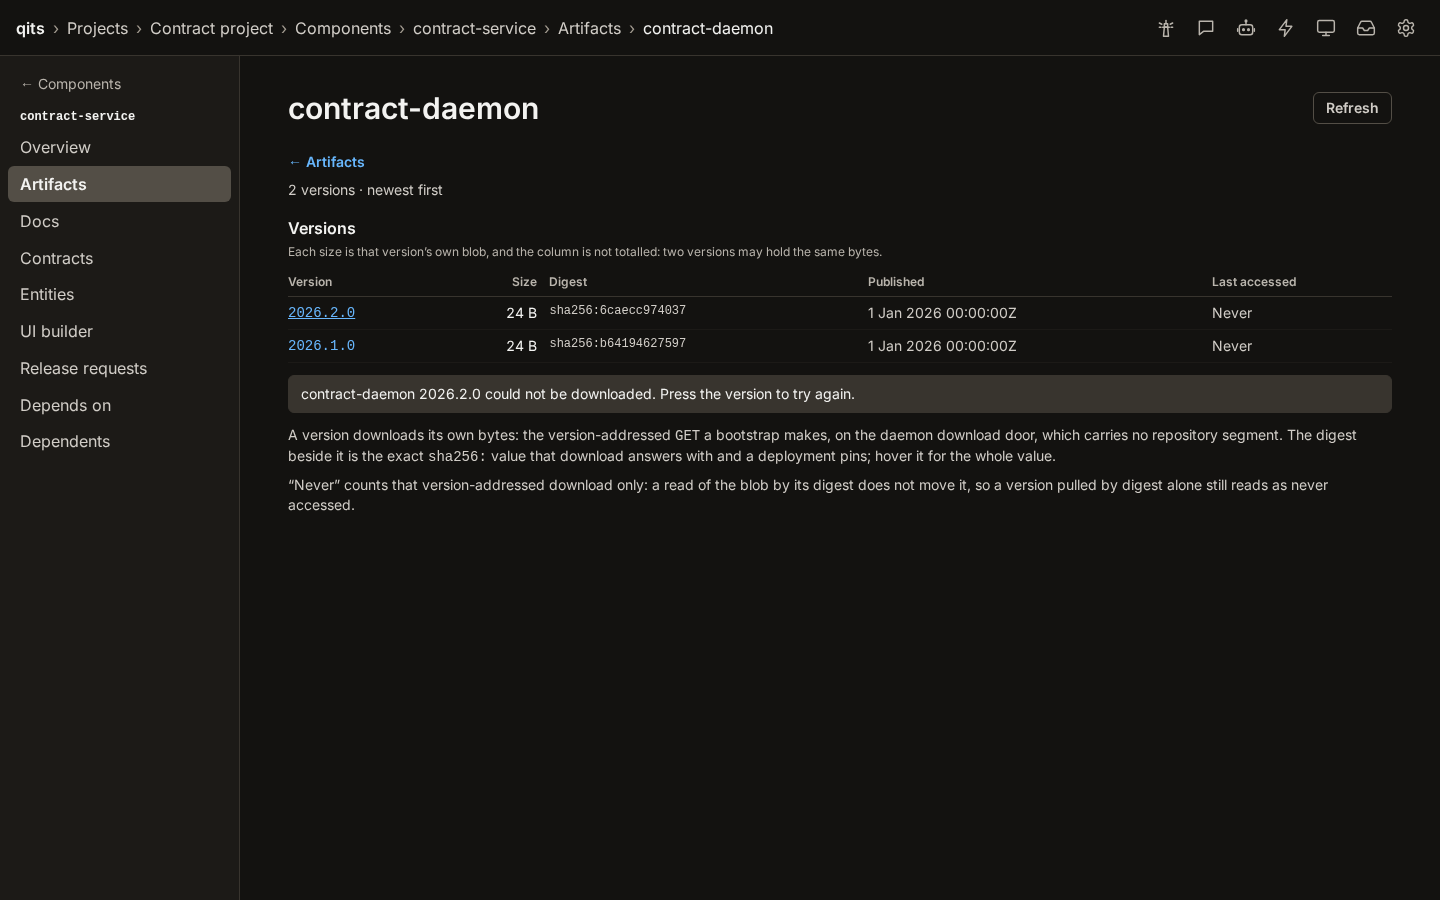 qits › Projects › Contract project › Components › contract-service › Artifacts › contract-daemon
← Components
contract-service
Overview
Artifacts
Docs
Contracts
Entities
UI builder
Release requests
Depends on
Dependents
contract-daemon
Refresh
← Artifacts
2 versions · newest first
Versions
Each size is that version’s own blob, and the column is not totalled: two versions may hold the same bytes.
Version Size Digest Published Last accessed
2026.2.0 24 B sha256:6caecc974037 1 Jan 2026 00:00:00Z Never
2026.1.0 24 B sha256:b64194627597 1 Jan 2026 00:00:00Z Never
contract-daemon 2026.2.0 could not be downloaded. Press the version to try again.
A version downloads its own bytes: the version-addressed GET a bootstrap makes, on the daemon download door, which carries no repository segment. The digest
beside it is the exact sha256: value that download answers with and a deployment pins; hover it for the whole value.
“Never” counts that version-addressed download only: a read of the blob by its digest does not move it, so a version pulled by digest alone still reads as never
accessed.